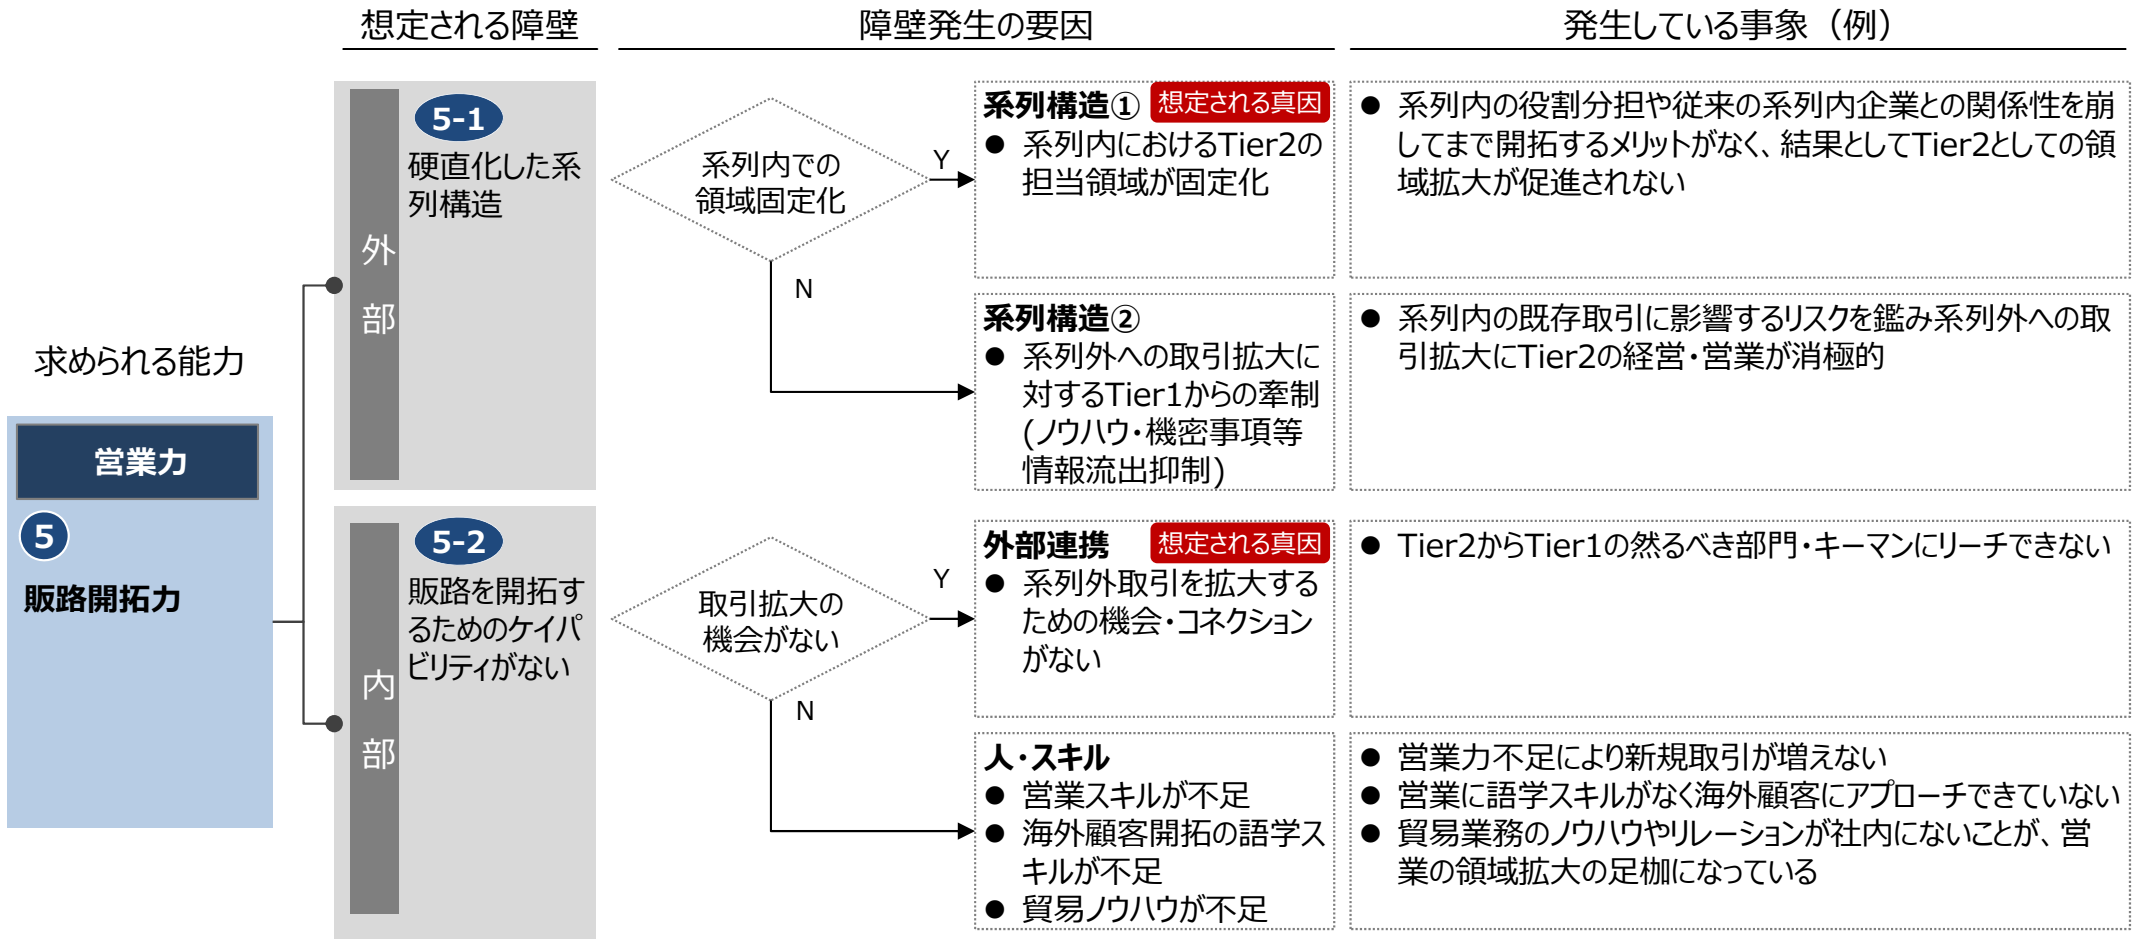 想定される障壁
障壁発生の要因
発生している事象（例）
求められる能力
営業力
5
販路開拓力
外部
5-1
硬直化した系
列構造
系列内での
領域固定化
Y
N
系列構造①
想定される真因
● 系列内におけるTier2の
担当領域が固定化
● 系列内の役割分担や従来の系列内企業との関係性を崩
してまで開拓するメリットがなく、結果としてTier2としての領
域拡大が促進されない
系列構造②
● 系列外への取引拡大に
対するTier1からの牽制
(ノウハウ・機密事項等
情報流出抑制)
● 系列内の既存取引に影響するリスクを鑑み系列外への取
引拡大にTier2の経営・営業が消極的
内部
5-2
販路を開拓す
るためのケイパ
ビリティがない
取引拡大の
機会がない
Y
N
外部連携
想定される真因
● 系列外取引を拡大する
ための機会・コネクション
がない
● Tier2からTier1の然るべき部門・キーマンにリーチできない
人・スキル
● 営業スキルが不足
● 海外顧客開拓の語学ス
キルが不足
● 貿易ノウハウが不足
● 営業力不足により新規取引が増えない
● 営業に語学スキルがなく海外顧客にアプローチできていない
● 貿易業務のノウハウやリレーションが社内にないことが、営
業の領域拡大の足枷になっている